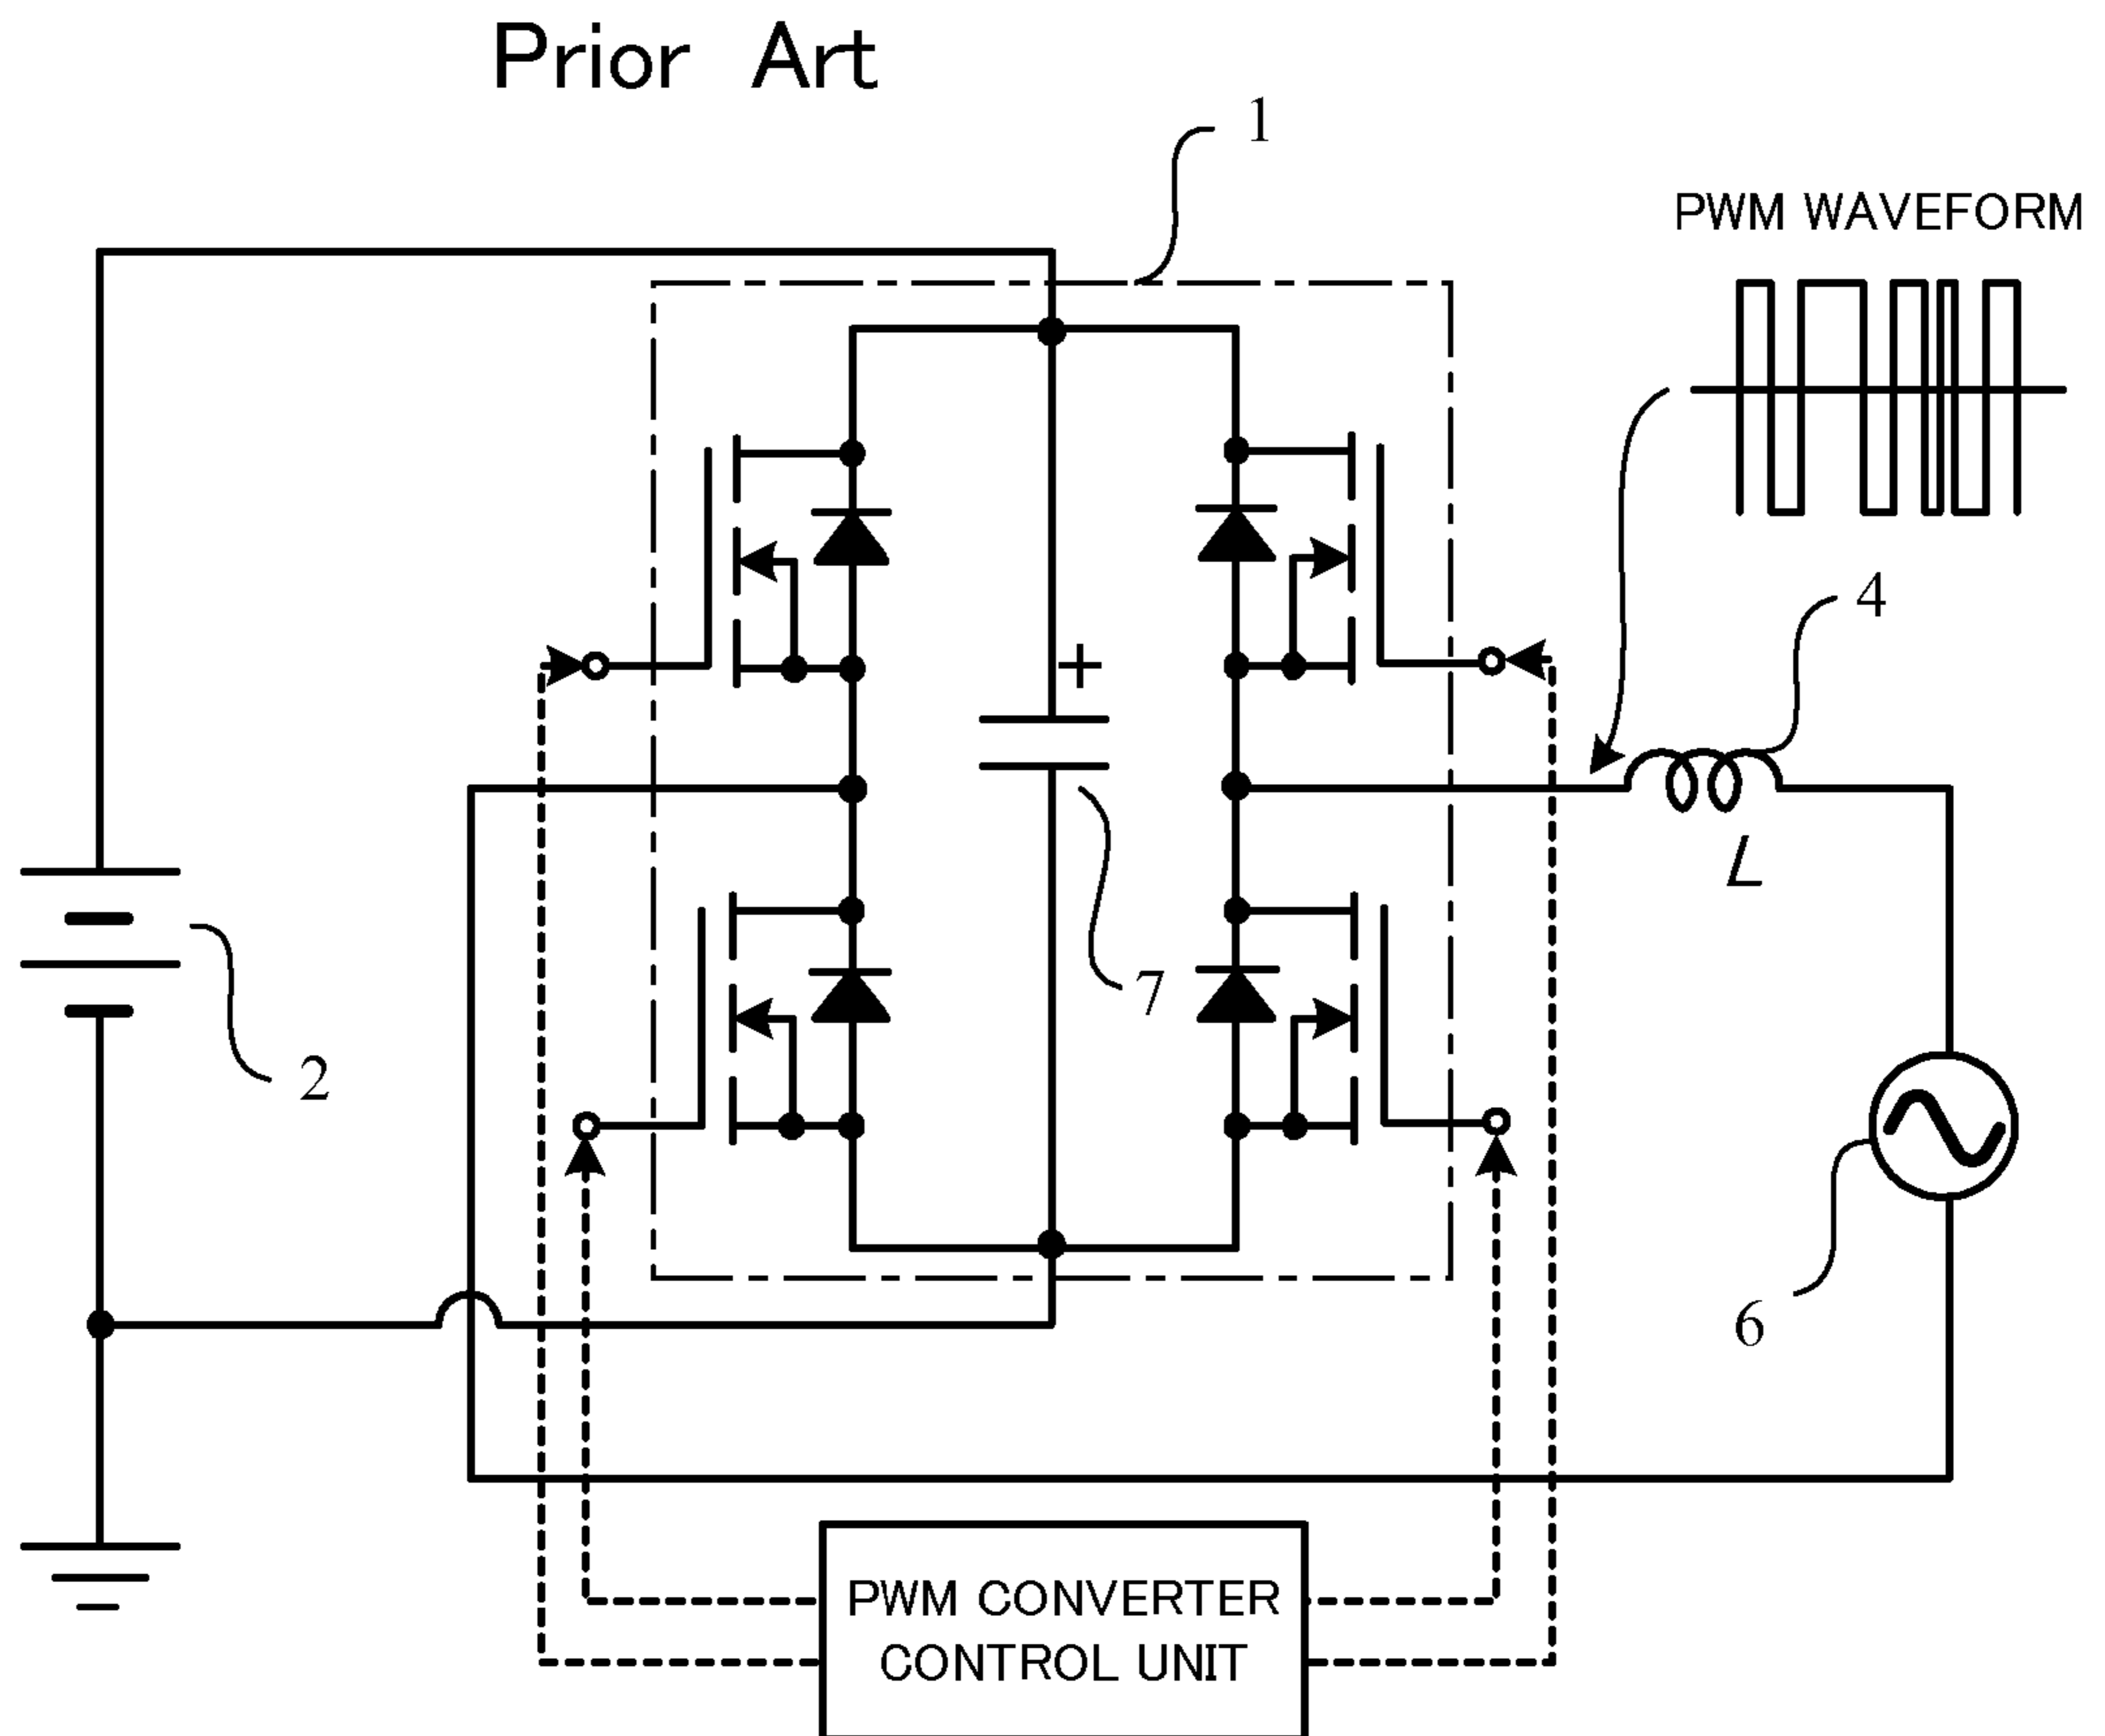 Prior Art
1
PWM WAVEFORM
4
+
L
7
2
6
PWM CONVERTER
CONTROL UNIT